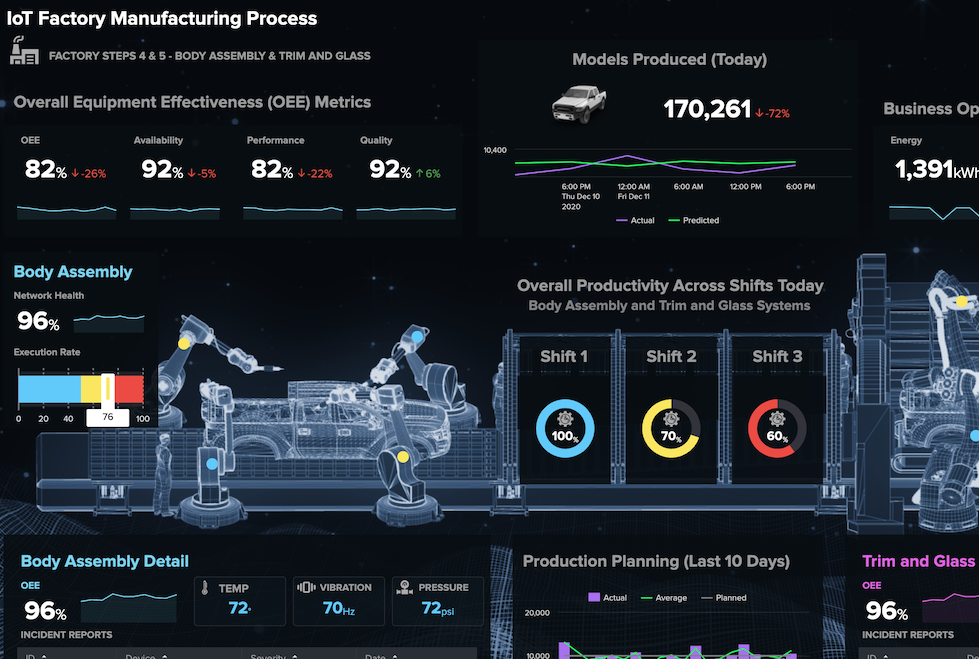 IoT Factory Manufacturing Process
FACTORY STEPS 4 & 5 - BODY ASSEMBLY & TRIM AND GLASS
Overall Equipment Effectiveness (OEE) Metrics
OEE
82% ↓ -26%
Availability
92% ↓ -5%
Performance
82% ↓ -22%
Quality
92% ↑ 6%
Models Produced (Today)
170,261 ↓ -72%
10,400
6:00 PM
Thu Dec 10
2020
12:00 AM
Fri Dec 11
6:00 AM
12:00 PM
6:00 PM
Actual
Predicted
Business Op
Energy
1,391kWh
Body Assembly
Network Health
96%
Execution Rate
0 20 40 76 100
Overall Productivity Across Shifts Today
Body Assembly and Trim and Glass Systems
Shift 1
100%
Shift 2
70%
Shift 3
60%
Body Assembly Detail
OEE
96%
TEMP
72°
VIBRATION
70Hz
PRESSURE
72psi
INCIDENT REPORTS
ID Device Severity Date
Production Planning (Last 10 Days)
Actual Average Planned
20,000
10,000
Trim and Glass
OEE
96%
INCIDENT REPORTS
ID